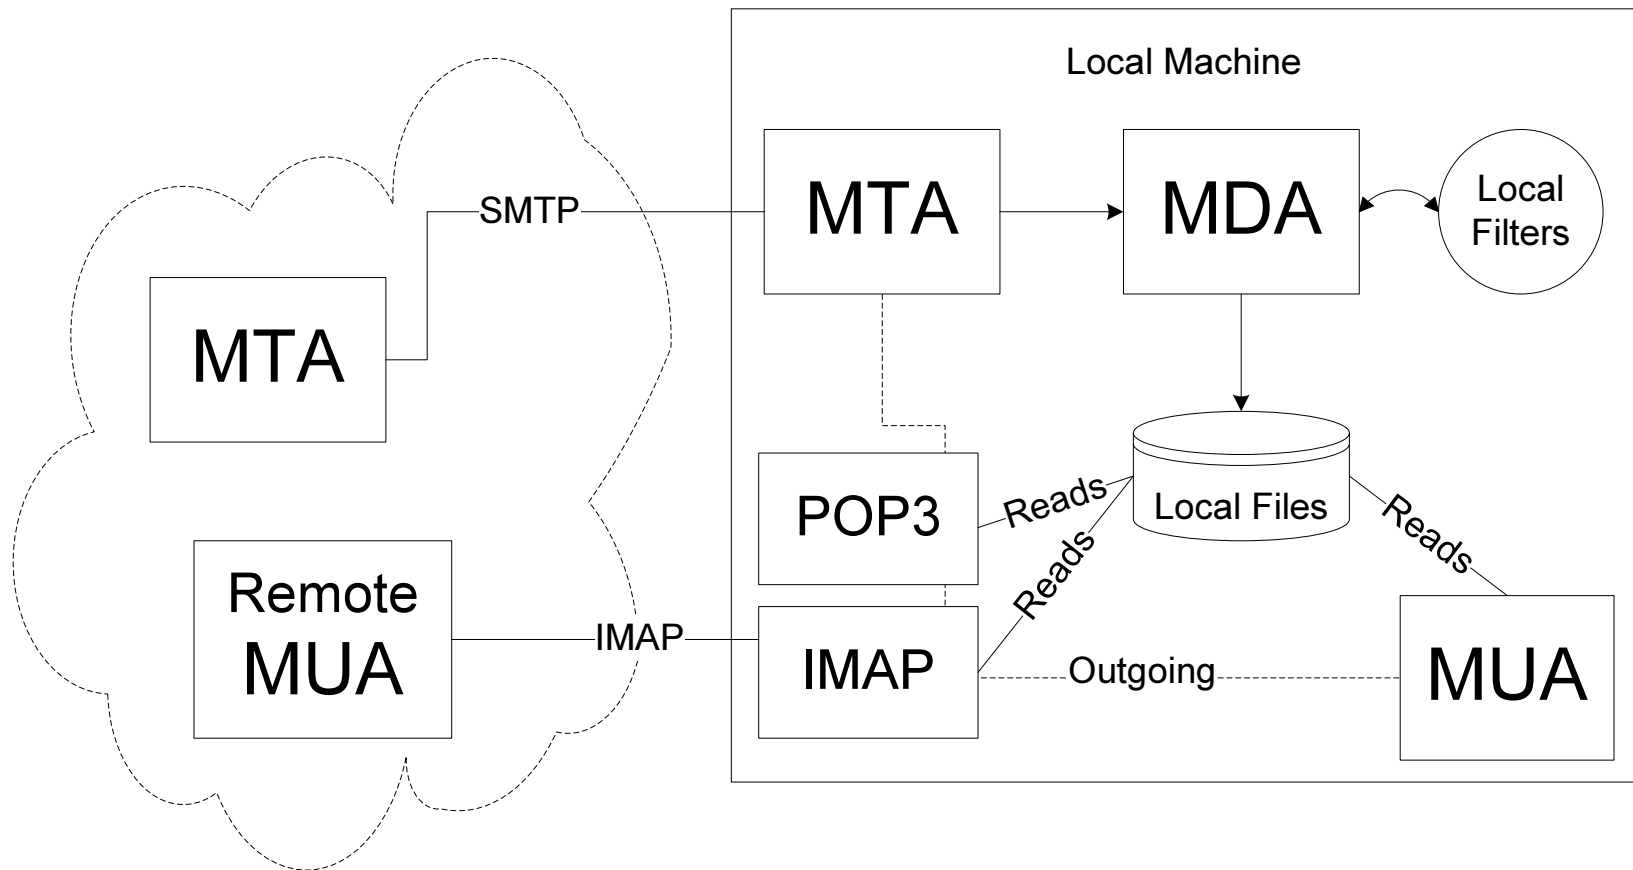 Local Machine
SMTP
MTA
MDA
Local
Filters
MTA
POP3
Reads
Local Files
Reads
Reads
Remote
MUA
IMAP
IMAP
Outgoing
MUA